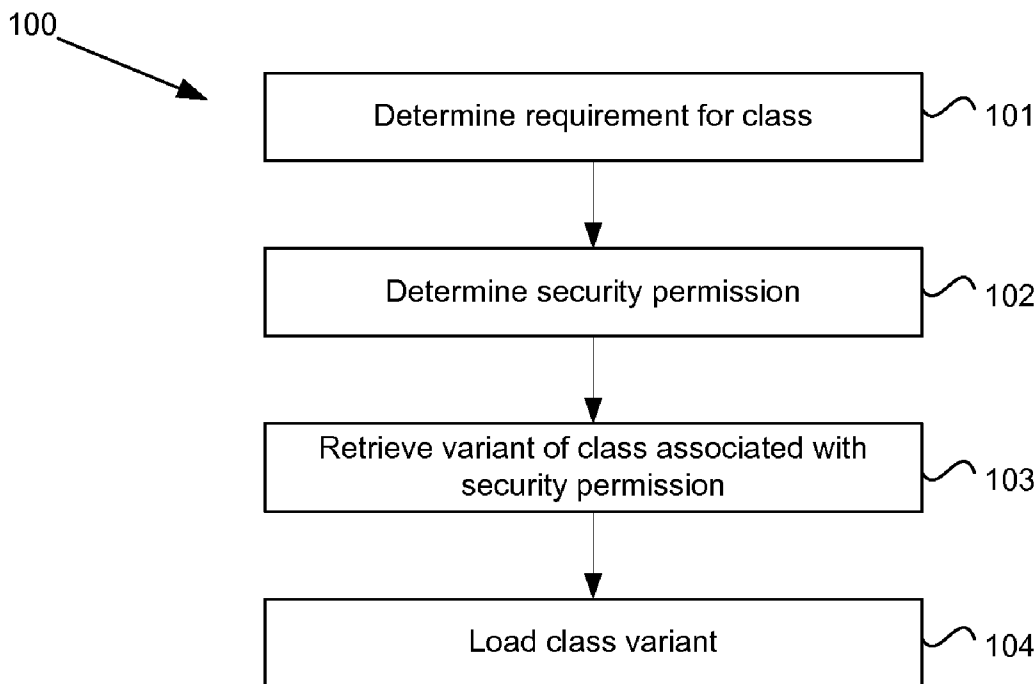 100
Determine requirement for class
101
Determine security permission
102
Retrieve variant of class associated with
security permission
103
Load class variant
104